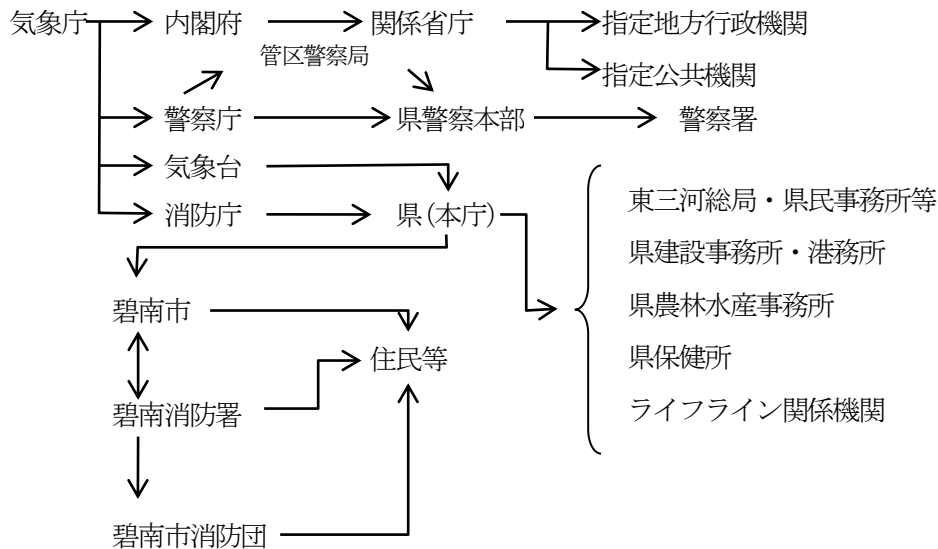 気象庁 内閣府 関係省庁 指定地方行政機関
管区警察局
指定公共機関
警察庁 県警察本部 警察署
気象台
消防庁 県(本庁)
東三河総局・県民事務所等
県建設事務所・港務所
県農林水産事務所
県保健所
ライフライン関係機関
碧南市
住民等
碧南消防署
碧南市消防団